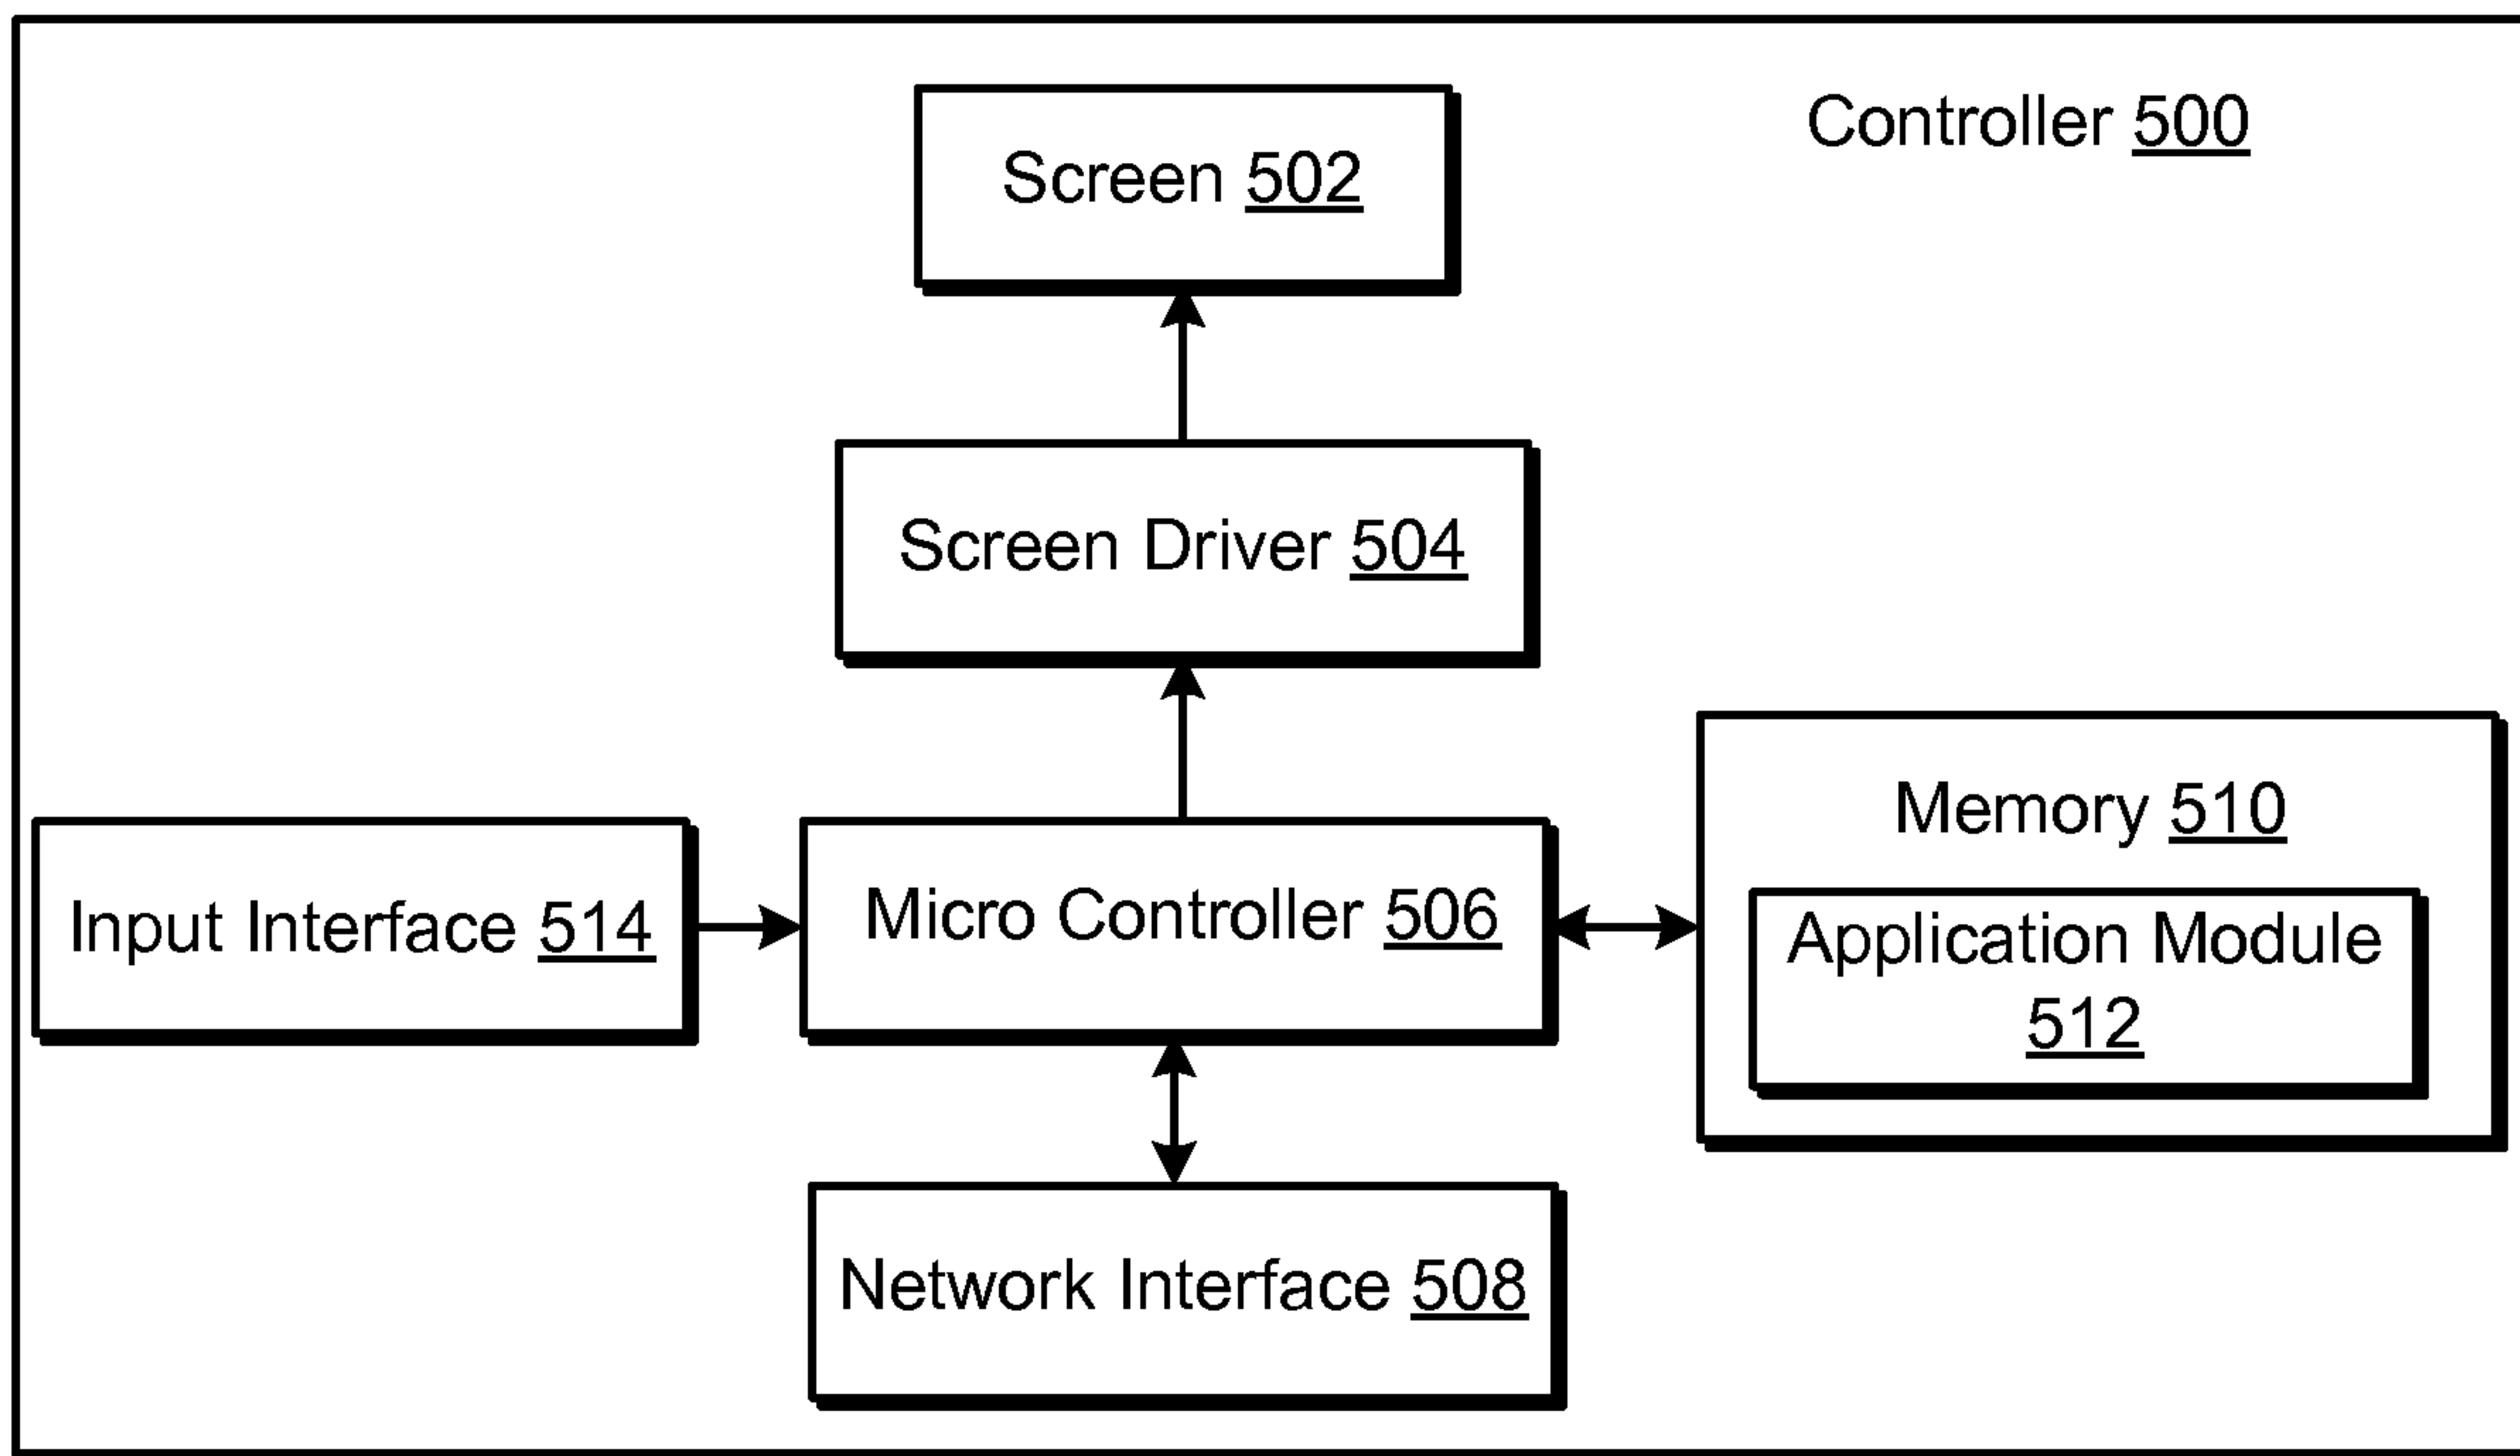 Controller 500
Screen 502
Screen Driver 504
Memory 510
Input Interface 514
Micro Controller 506
Application Module
512
Network Interface 508